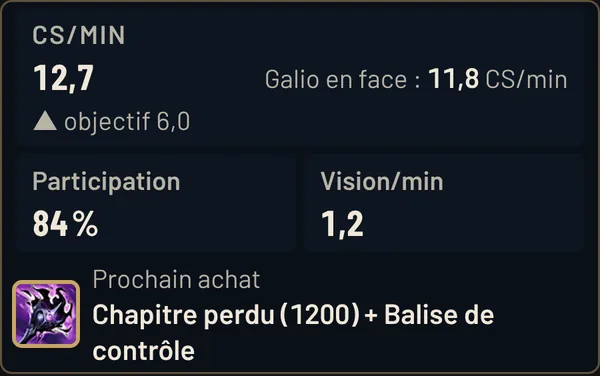 CS/MIN
12,7
Galio en face : 11,8 CS/min
▲ objectif 6,0
Participation
84 %
Vision/min
1,2
Prochain achat
Chapitre perdu (1200) + Balise de
contrôle